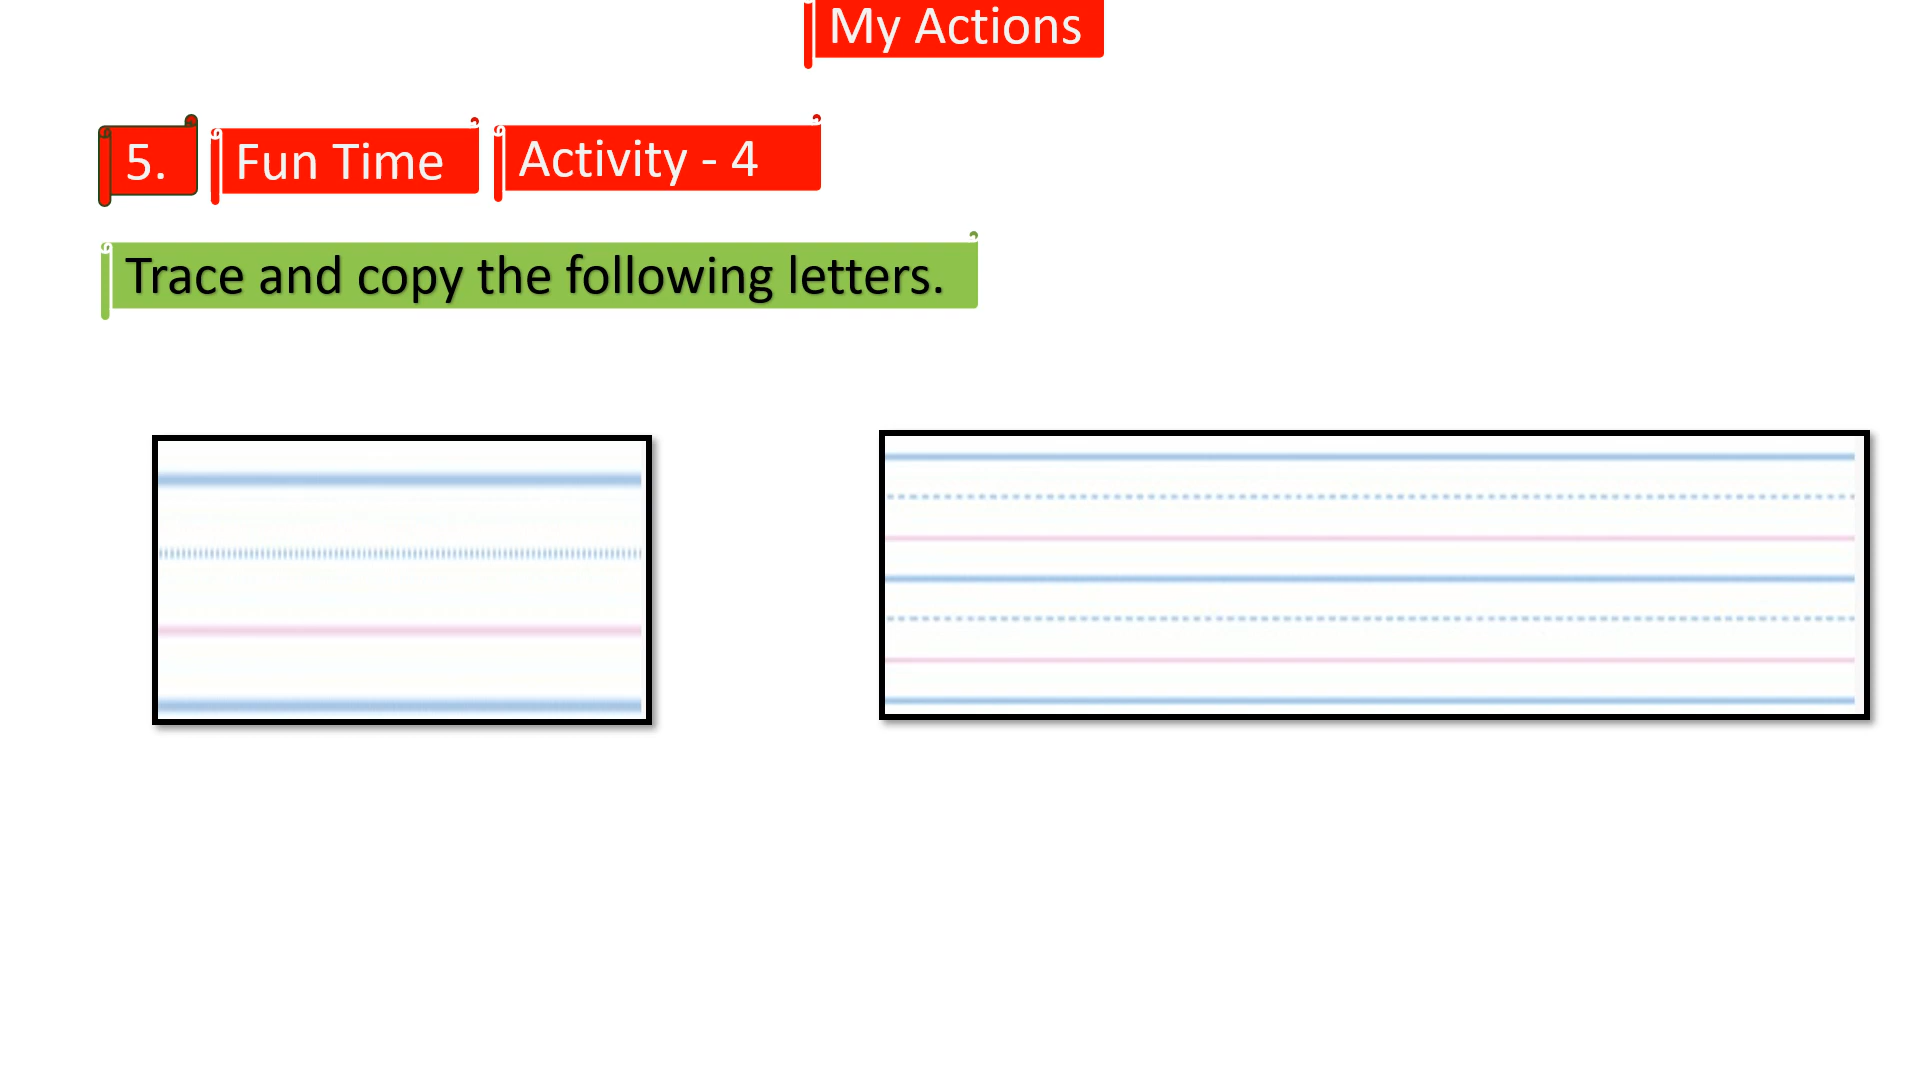 My Actions
5. Fun Time Activity - 4
Trace and copy the following letters.